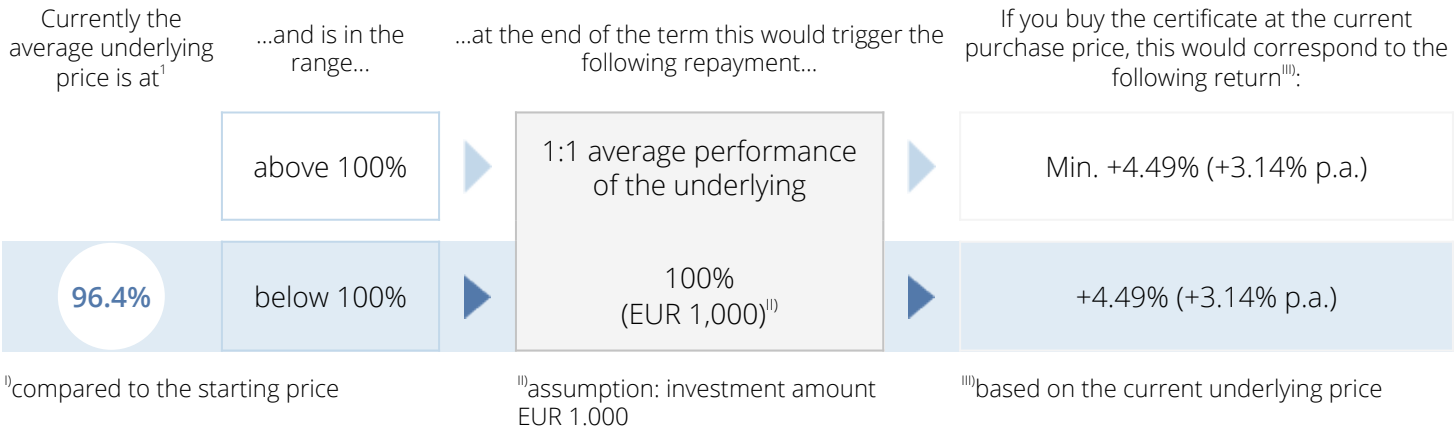 Currently the
average underlying
price is at¹
...and is in the
range...
...at the end of the term this would trigger the
following repayment...
If you buy the certificate at the current
purchase price, this would correspond to the
following return^III):
above 100%
1:1 average performance
of the underlying
Min. +4.49% (+3.14% p.a.)
96.4%
below 100%
100%
(EUR 1,000)^II)
+4.49% (+3.14% p.a.)
^I)compared to the starting price
^II)assumption: investment amount
EUR 1.000
^III)based on the current underlying price